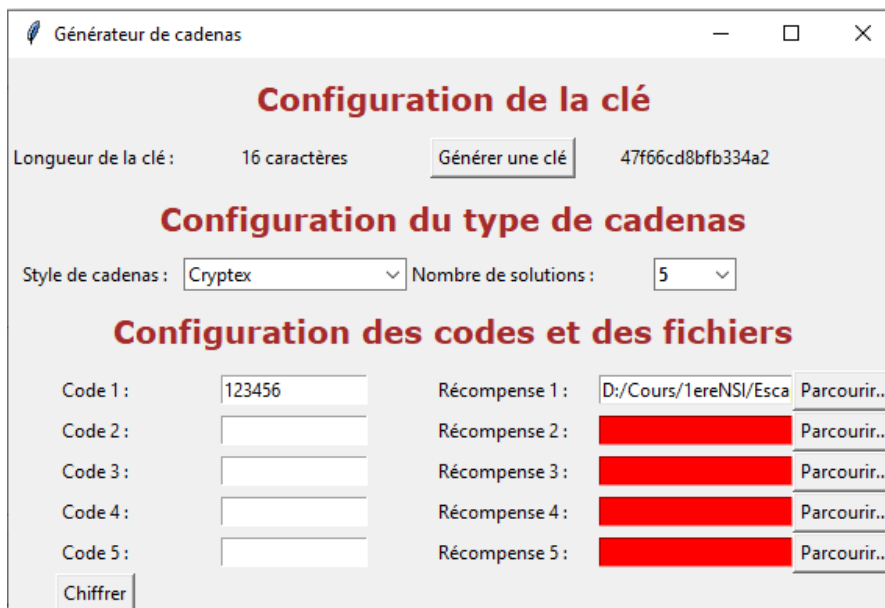 Générateur de cadenas
Configuration de la clé
Longueur de la clé : 16 caractères Générer une clé 47f66cd8bfb334a2
Configuration du type de cadenas
Style de cadenas : Cryptex Nombre de solutions : 5
Configuration des codes et des fichiers
Code 1 : 123456 Récompense 1 : D:/Cours/1ereNSI/Esca Parcourir...
Code 2 : Récompense 2 : Parcourir...
Code 3 : Récompense 3 : Parcourir...
Code 4 : Récompense 4 : Parcourir...
Code 5 : Récompense 5 : Parcourir...
Chiffrer